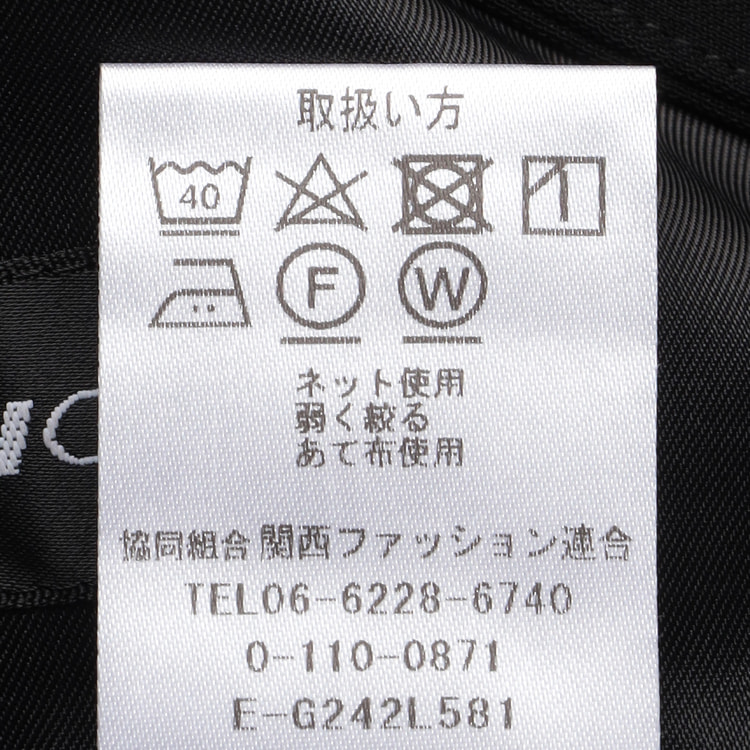 取扱い方
40
F W
ネット使用
弱く絞る
あて布使用
協同組合 関西ファッション連合
TEL06-6228-6740
0-110-0871
E-G242L581